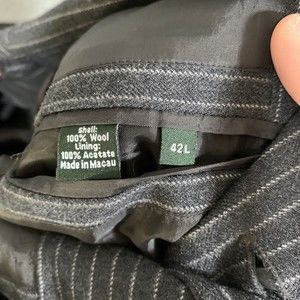 Shell:
100% Wool
Lining:
100% Acetate
Made in Macau
42L